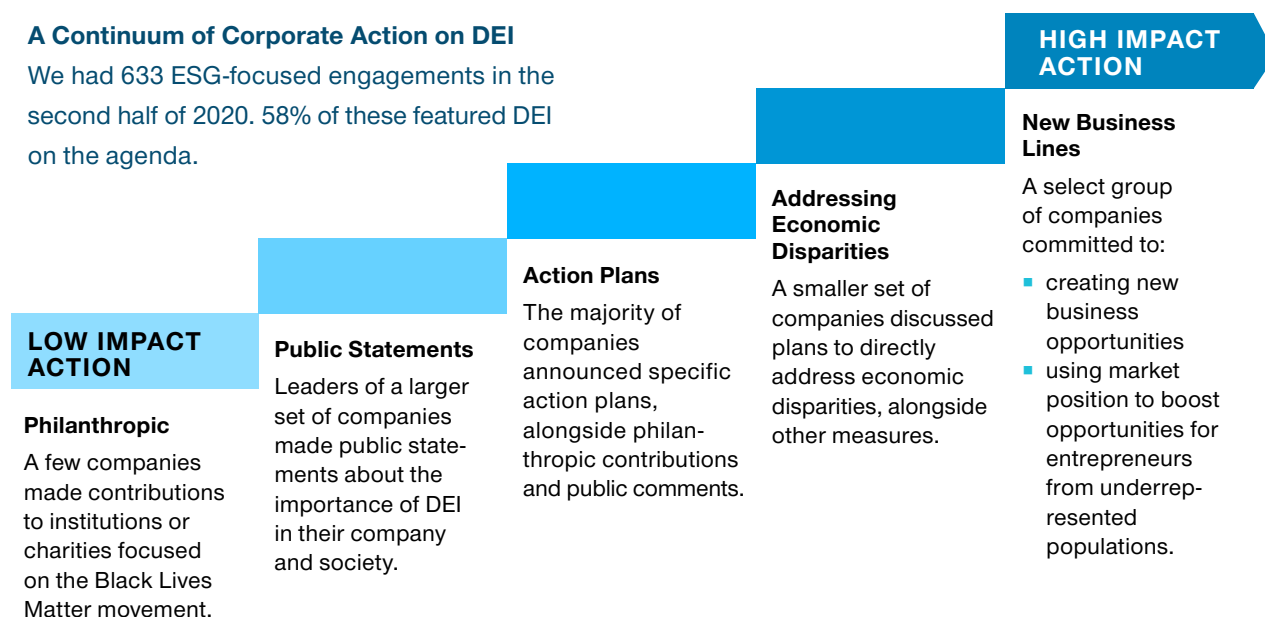 A Continuum of Corporate Action on DEI
We had 633 ESG-focused engagements in the
second half of 2020. 58% of these featured DEI
on the agenda.
LOW IMPACT
ACTION
Philanthropic
A few companies
made contributions
to institutions or
charities focused
on the Black Lives
Matter movement.
Public Statements
Leaders of a larger
set of companies
made public state-
ments about the
importance of DEI
in their company
and society.
Action Plans
The majority of
companies
announced specific
action plans,
alongside philan-
thropic contributions
and public comments.
Addressing
Economic
Disparities
A smaller set of
companies discussed
plans to directly
address economic
disparities, alongside
other measures.
HIGH IMPACT
ACTION
New Business
Lines
A select group
of companies
committed to:
▪ creating new
business
opportunities
▪ using market
position to boost
opportunities for
entrepreneurs
from underrep-
resented
populations.